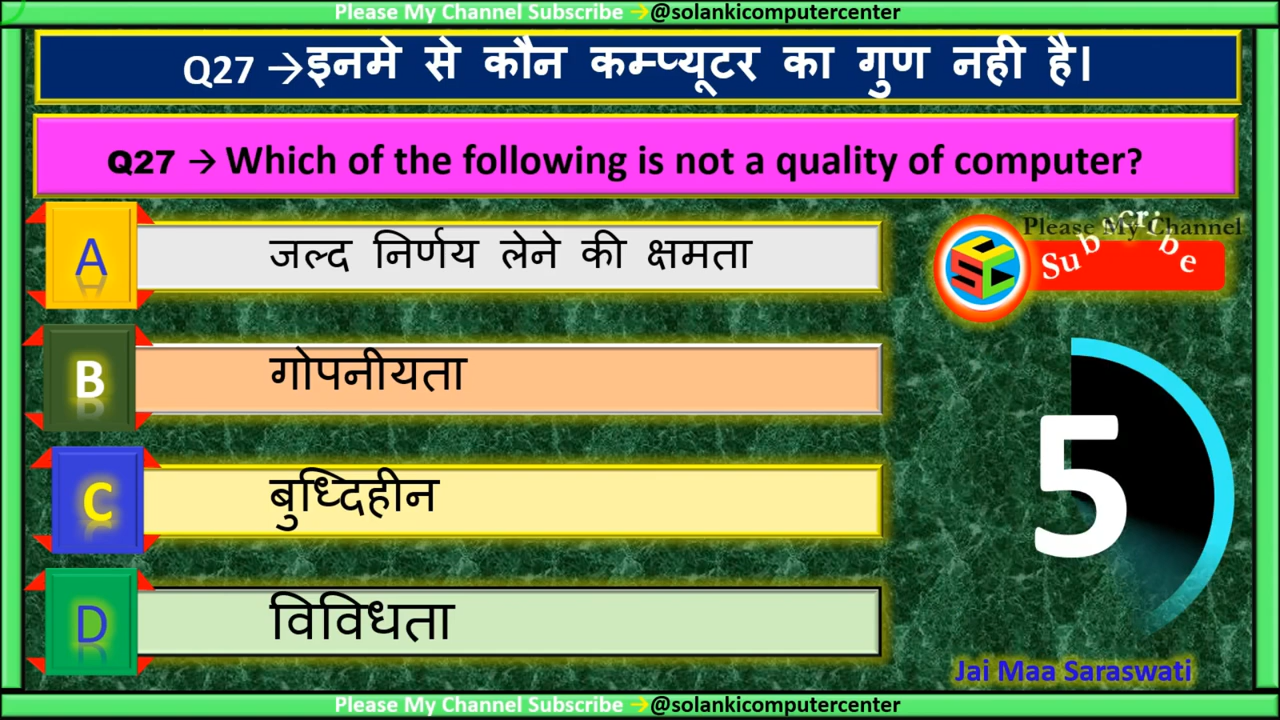 Please My Channel Subscribe →@solankicomputercenter
Q27 →इनमे से कौन कम्प्यूटर का गुण नही है।
Q27 → Which of the following is not a quality of computer?
A जल्द निर्णय लेने की क्षमता
Please My Channel
Subscribe
SCC
B गोपनीयता
5
C बुध्दिहीन
D विविधता
Jai Maa Saraswati
Please My Channel Subscribe →@solankicomputercenter